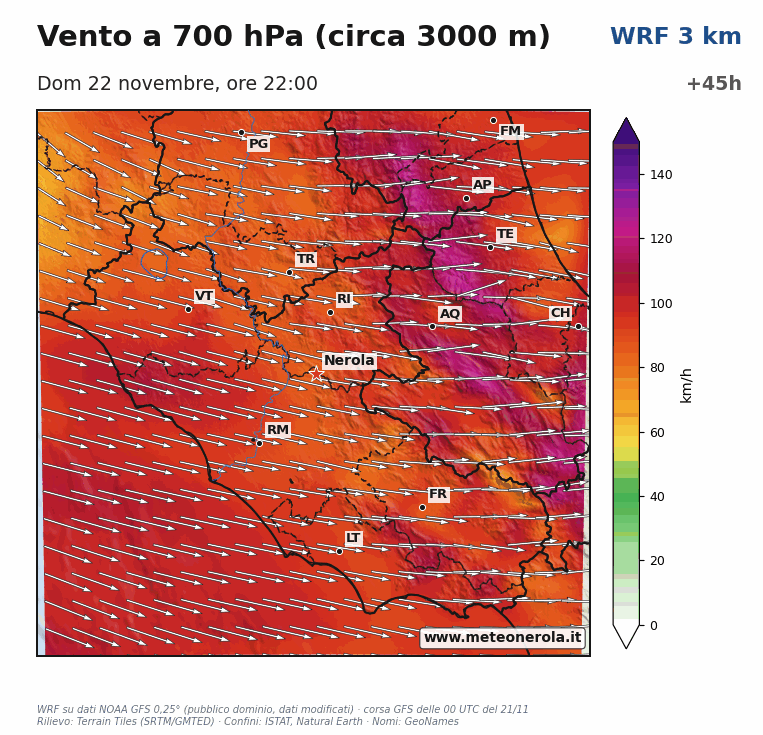 Vento a 700 hPa (circa 3000 m)
WRF 3 km
Dom 22 novembre, ore 22:00
+45h
FM
PG
AP
TE
TR
VT
RI
AQ
CH
Nerola
RM
FR
LT
www.meteonerola.it
140
120
100
80
60
40
20
0
km/h
WRF su dati NOAA GFS 0,25° (pubblico dominio, dati modificati) · corsa GFS delle 00 UTC del 21/11
Rilievo: Terrain Tiles (SRTM/GMTED) · Confini: ISTAT, Natural Earth · Nomi: GeoNames